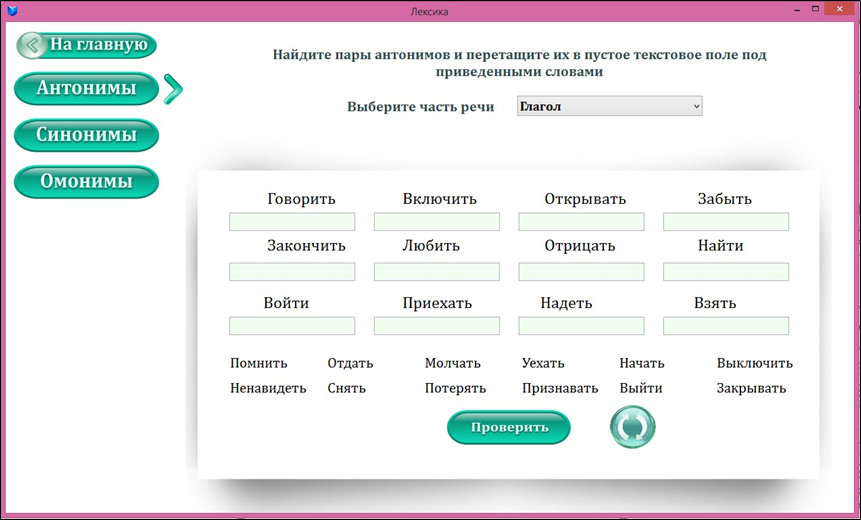 Лексика
На главную
Антонимы
Синонимы
Омонимы
Найдите пары антонимов и перетащите их в пустое текстовое поле под
приведенными словами
Выберите часть речи Глагол
Говорить Включить Открывать Забыть
Закончить Любить Отрицать Найти
Войти Приехать Надеть Взять
Помнить Отдать Молчать Уехать Начать Выключить
Ненавидеть Снять Потерять Признавать Выйти Закрывать
Проверить